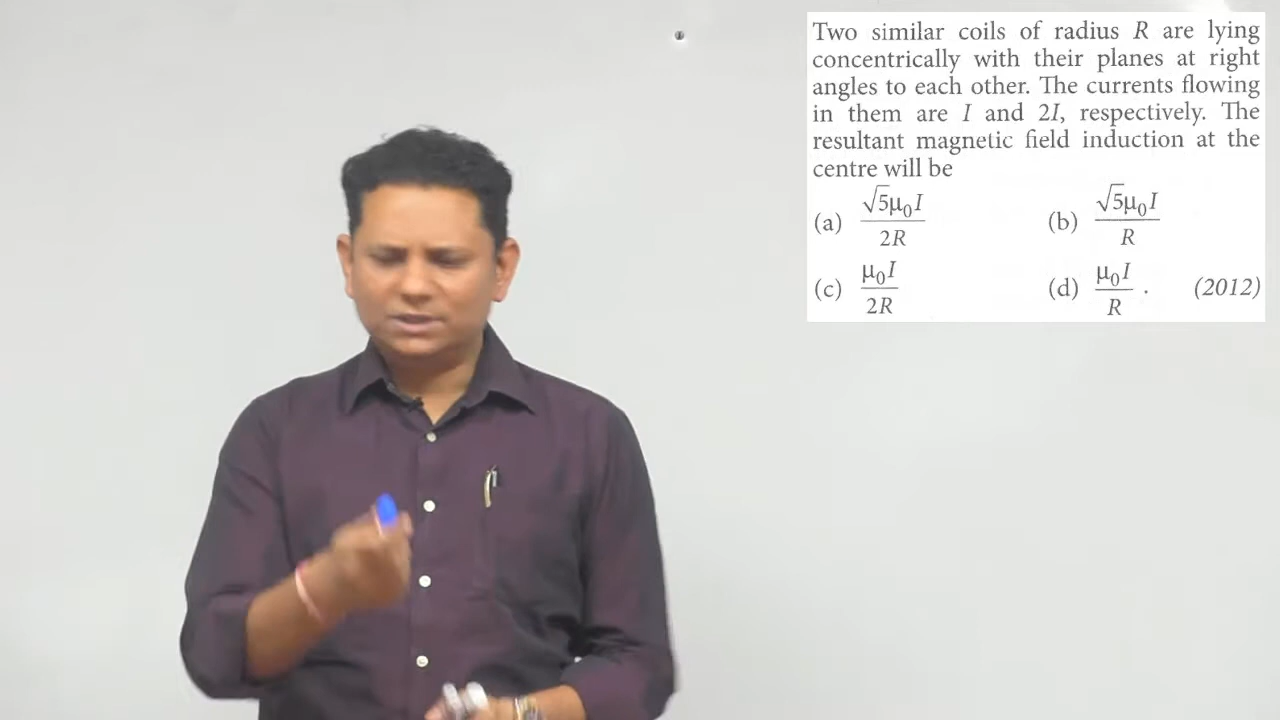 Two similar coils of radius R are lying
concentrically with their planes at right
angles to each other. The currents flowing
in them are I and 2I, respectively. The
resultant magnetic field induction at the
centre will be
(a) √5μ₀I/2R (b) √5μ₀I/R
(c) μ₀I/2R (d) μ₀I/R . (2012)